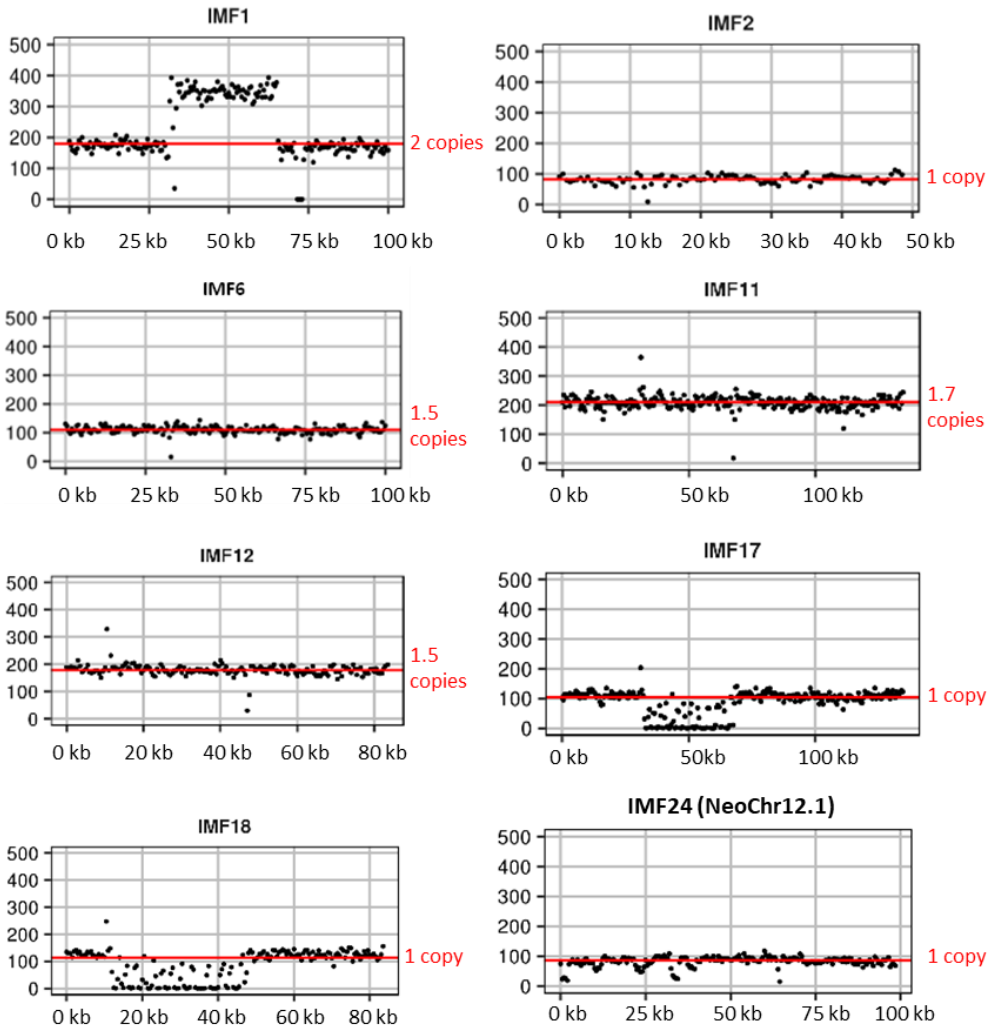 IMF1
500
400
300
200
100
0
2 copies
0 kb 25 kb 50 kb 75 kb 100 kb
IMF2
500
400
300
200
100
0
1 copy
0 kb 10 kb 20 kb 30 kb 40 kb 50 kb
IMF6
500
400
300
200
100
0
1.5
copies
0 kb 25 kb 50 kb 75 kb 100 kb
IMF11
500
400
300
200
100
0
1.7
copies
0 kb 50 kb 100 kb
IMF12
500
400
300
200
100
0
1.5
copies
0 kb 20 kb 40 kb 60 kb 80 kb
IMF17
500
400
300
200
100
0
1 copy
0 kb 50kb 100 kb
IMF18
500
400
300
200
100
0
1 copy
0 kb 20 kb 40 kb 60 kb 80 kb
IMF24 (NeoChr12.1)
500
400
300
200
100
0
1 copy
0 kb 25 kb 50 kb 75 kb 100 kb